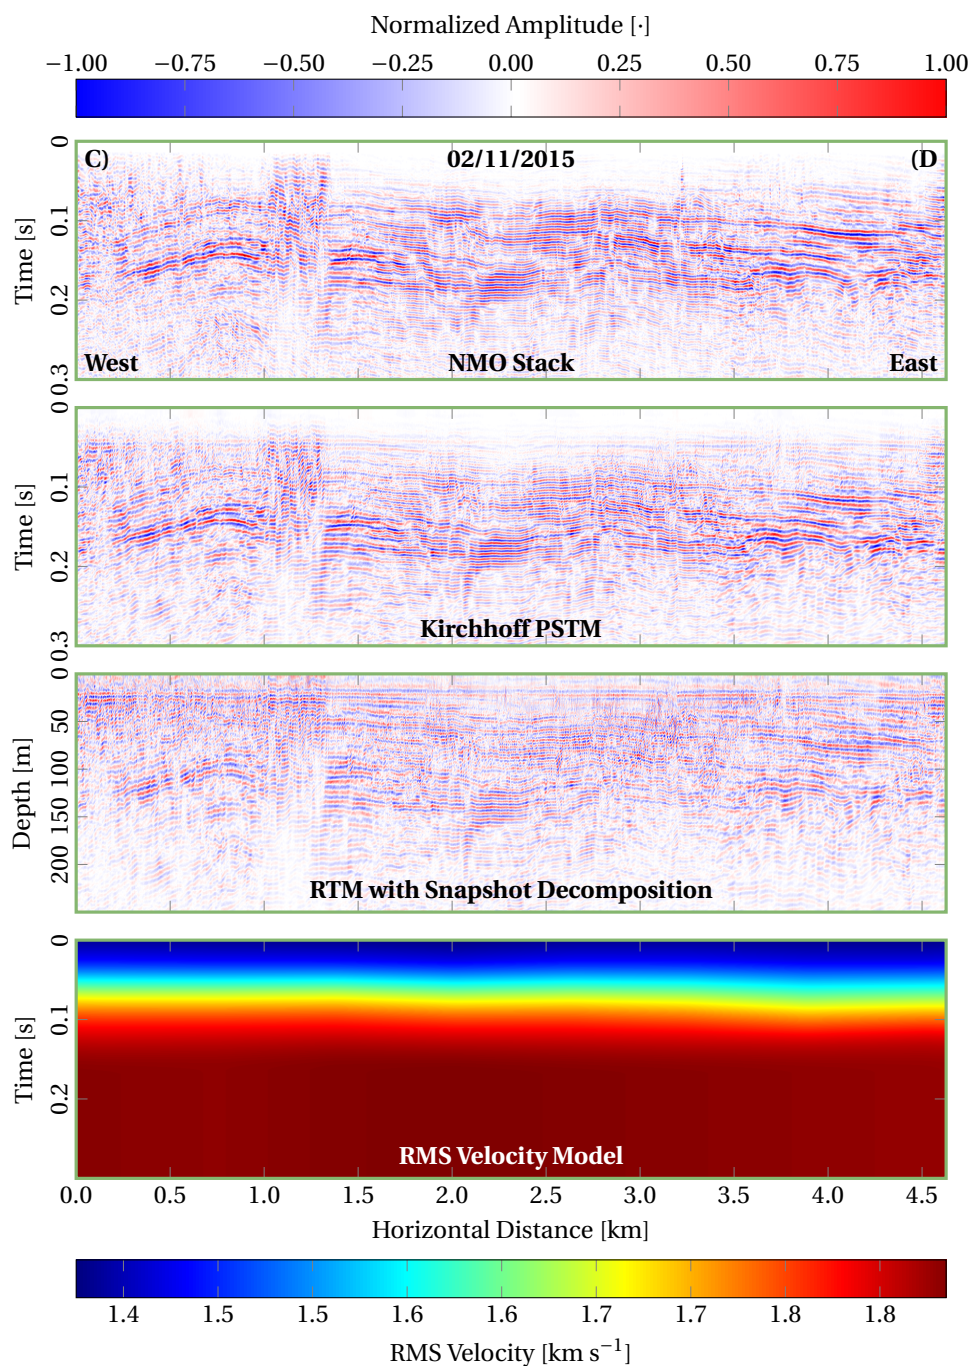 Normalized Amplitude [·]
−1.00 −0.75 −0.50 −0.25 0.00 0.25 0.50 0.75 1.00
C) 02/11/2015 (D
0
0.1
0.2
0.3
Time [s]
West NMO Stack East
0
0.1
0.2
0.3
Time [s]
Kirchhoff PSTM
0
50
100
150
200
Depth [m]
RTM with Snapshot Decomposition
0
0.1
0.2
Time [s]
RMS Velocity Model
0.0 0.5 1.0 1.5 2.0 2.5 3.0 3.5 4.0 4.5
Horizontal Distance [km]
1.4 1.5 1.5 1.6 1.6 1.7 1.7 1.8 1.8
RMS Velocity [km s⁻¹]